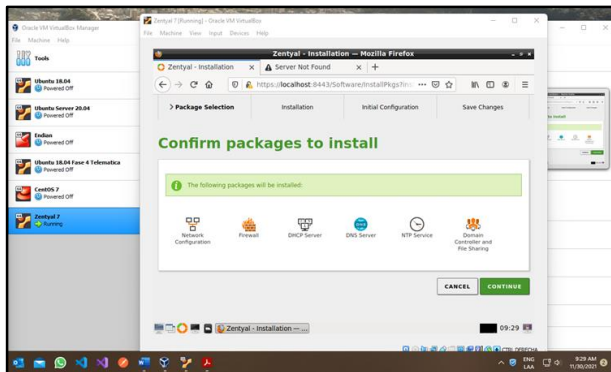 Oracle VM VirtualBox Manager
File Machine Help
Tools
Ubuntu 18.04
Powered Off
Ubuntu Server 20.04
Powered Off
Endian
Powered Off
Ubuntu 18.04 Fase 4 Telematica
Powered Off
CentOS 7
Powered Off
Zentyal 7
Running
Zentyal 7 [Running] - Oracle VM VirtualBox
File Machine View Input Devices Help
Zentyal - Installation — Mozilla Firefox
Zentyal - Installation
Server Not Found
https://localhost:8443/Software/InstallPkgs?
Package Selection
Installation
Initial Configuration
Save Changes
Confirm packages to install
The following packages will be installed:
Network Configuration
Firewall
DHCP Server
DNS Server
NTP Service
Domain Controller and File Sharing
CANCEL
CONTINUE
Zentyal - Installation — ...
09:29
CTRL DERECHA
ENG
LAA
9:29 AM
11/30/2021